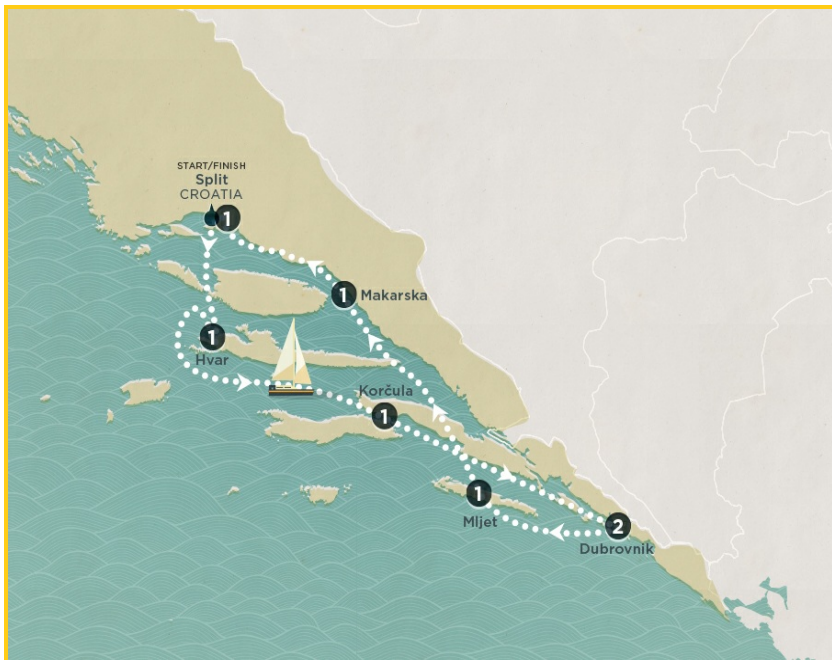 START/FINISH
Split
CROATIA
1
1
Makarska
1
Hvar
Korčula
1
1
Mljet
2
Dubrovnik